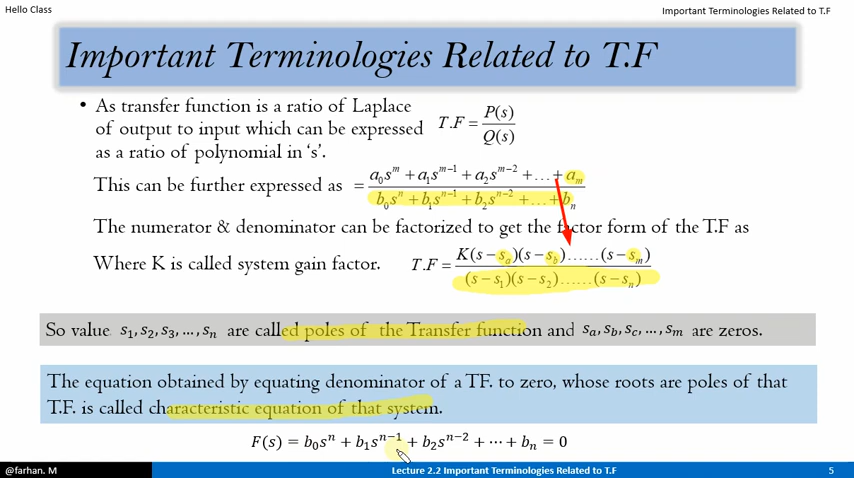 Hello Class
Important Terminologies Related to T.F
Important Terminologies Related to T.F
• As transfer function is a ratio of Laplace
of output to input which can be expressed
as a ratio of polynomial in ‘s’.
T.F = P(s) / Q(s)
This can be further expressed as = (a₀sᵐ + a₁sᵐ⁻¹ + a₂sᵐ⁻² + … + aₘ) / (b₀sⁿ + b₁sⁿ⁻¹ + b₂sⁿ⁻² + … + bₙ)
The numerator & denominator can be factorized to get the factor form of the T.F as
Where K is called system gain factor. T.F = K(s − s_a)(s − s_b)……(s − s_m) / (s − s₁)(s − s₂)……(s − sₙ)
So value s₁, s₂, s₃, … , sₙ are called poles of the Transfer function and s_a, s_b, s_c, … , s_m are zeros.
The equation obtained by equating denominator of a TF. to zero, whose roots are poles of that
T.F. is called characteristic equation of that system.
F(s) = b₀sⁿ + b₁sⁿ⁻¹ + b₂sⁿ⁻² + ⋯ + bₙ = 0
@farhan. M
Lecture 2.2 Important Terminologies Related to T.F
5